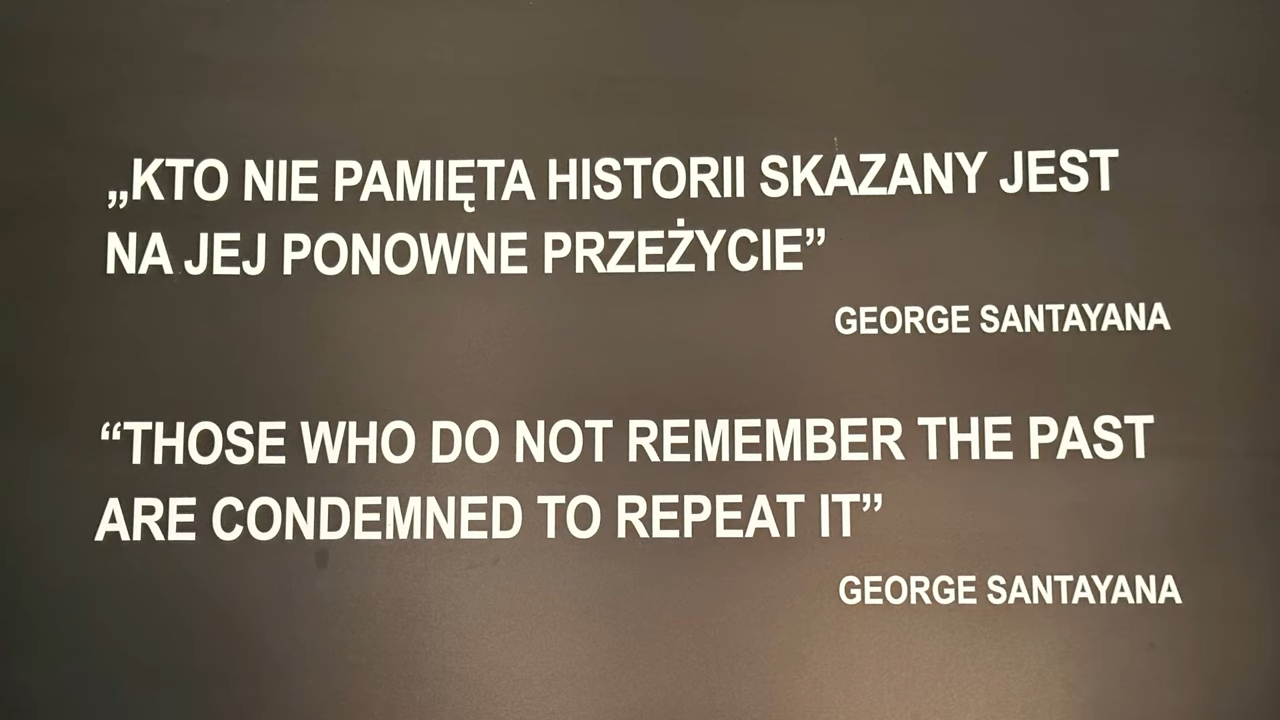 „KTO NIE PAMIĘTA HISTORII SKAZANY JEST
NA JEJ PONOWNE PRZEŻYCIE”
GEORGE SANTAYANA
“THOSE WHO DO NOT REMEMBER THE PAST
ARE CONDEMNED TO REPEAT IT”
GEORGE SANTAYANA